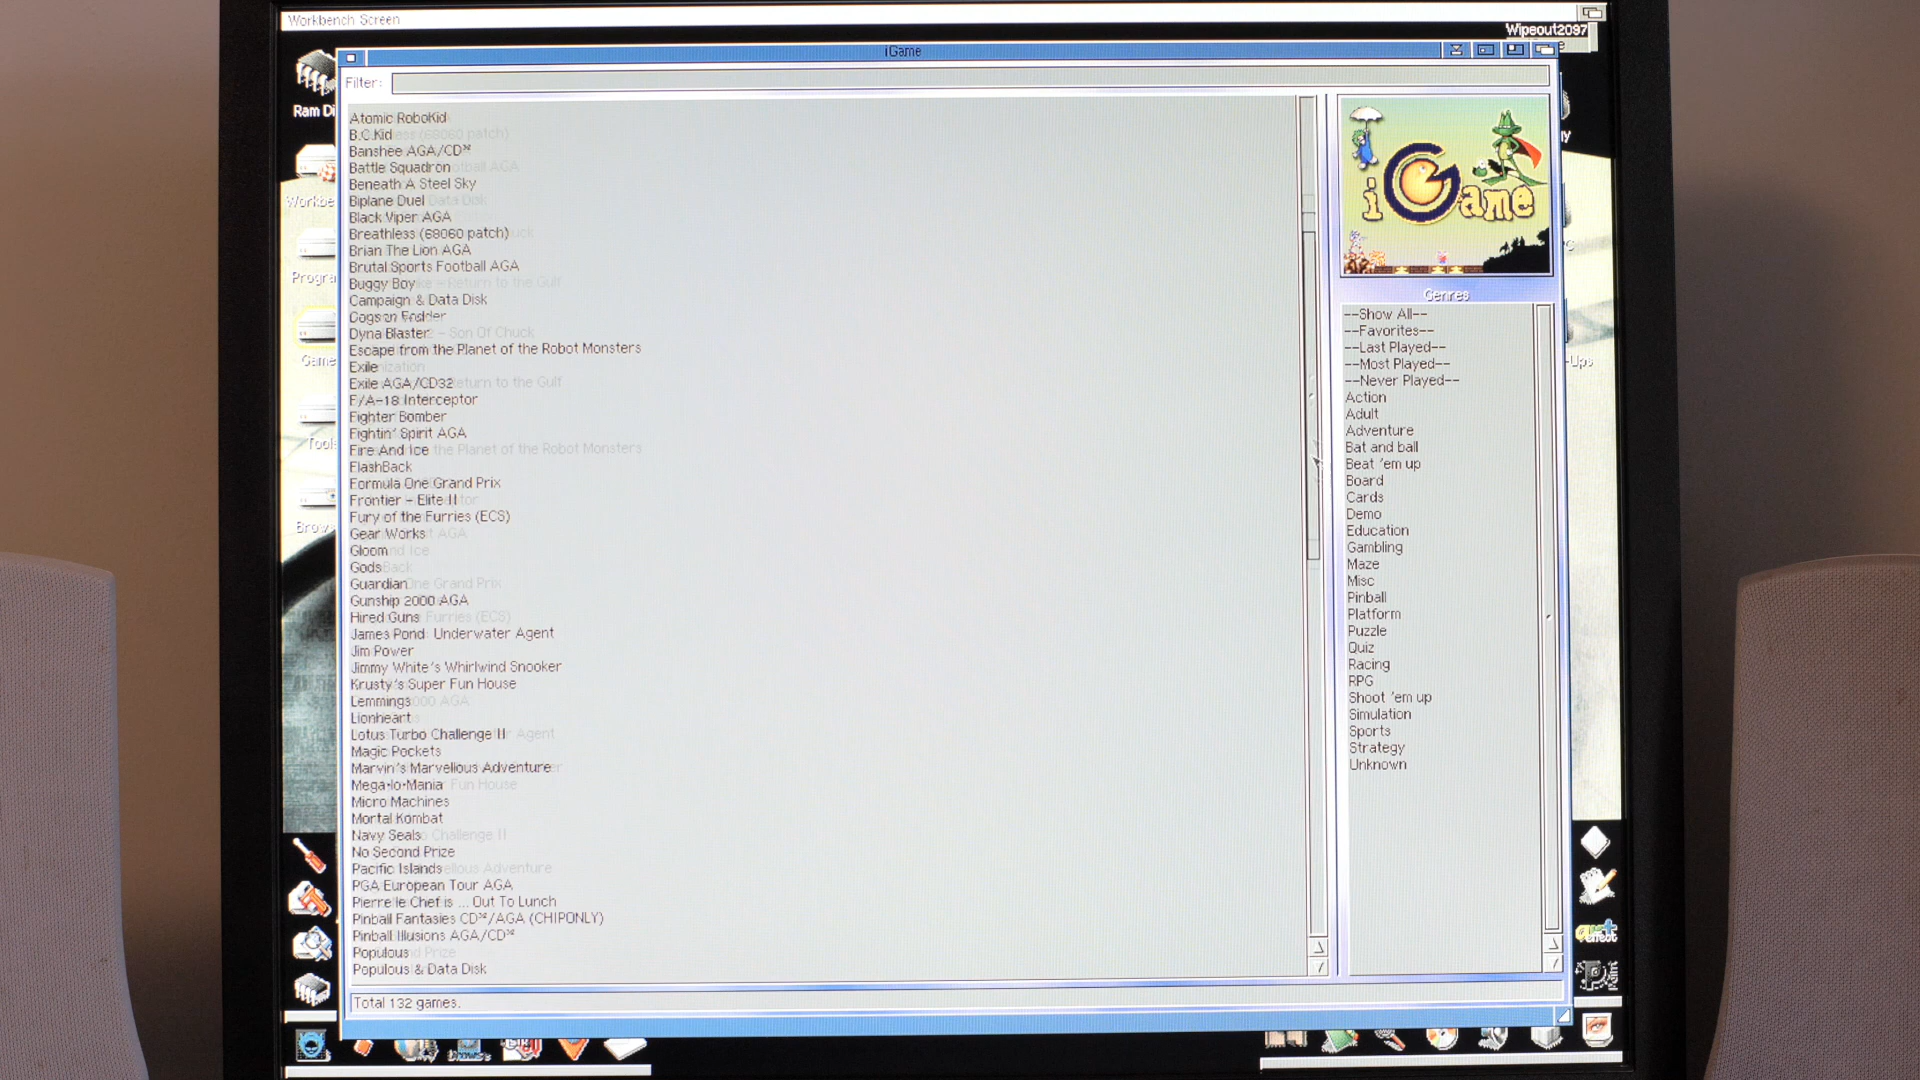 Workbench Screen
Wipeout2097
iGame
Filter:
Ram Di
Workbe
Progra
Game
Tools
Brows
Atomic RoboKid
B.C.Kid
Banshee AGA/CD³²
Battle Squadron
Beneath A Steel Sky
Biplane Duel
Black Viper AGA
Breathless (68060 patch)
Brian The Lion AGA
Brutal Sports Football AGA
Buggy Boy
Campaign & Data Disk
Cannon Fodder
Dyna Blaster
Escape from the Planet of the Robot Monsters
Exile
Exile AGA/CD32
F/A-18 Interceptor
Fighter Bomber
Fightin' Spirit AGA
Fire And Ice
FlashBack
Formula One Grand Prix
Frontier - Elite II
Fury of the Furries (ECS)
Gear Works
Gloom
Gods
Guardian
Gunship 2000 AGA
Hired Guns
James Pond: Underwater Agent
Jim Power
Jimmy White's Whirlwind Snooker
Krusty's Super Fun House
Lemmings
Lionheart
Lotus Turbo Challenge II
Magic Pockets
Marvin's Marvellous Adventure
Mega-lo-Mania
Micro Machines
Mortal Kombat
Navy Seals
No Second Prize
Pacific Islands
PGA European Tour AGA
Pierre le Chef is ... Out To Lunch
Pinball Fantasies CD³²/AGA (CHIPONLY)
Pinball Illusions AGA/CD³²
Populous
Populous & Data Disk
Total 132 games.
iGame
Genres
--Show All--
--Favorites--
--Last Played--
--Most Played--
--Never Played--
Action
Adult
Adventure
Bat and ball
Beat 'em up
Board
Cards
Demo
Education
Gambling
Maze
Misc
Pinball
Platform
Puzzle
Quiz
Racing
RPG
Shoot 'em up
Simulation
Sports
Strategy
Unknown
-Ups